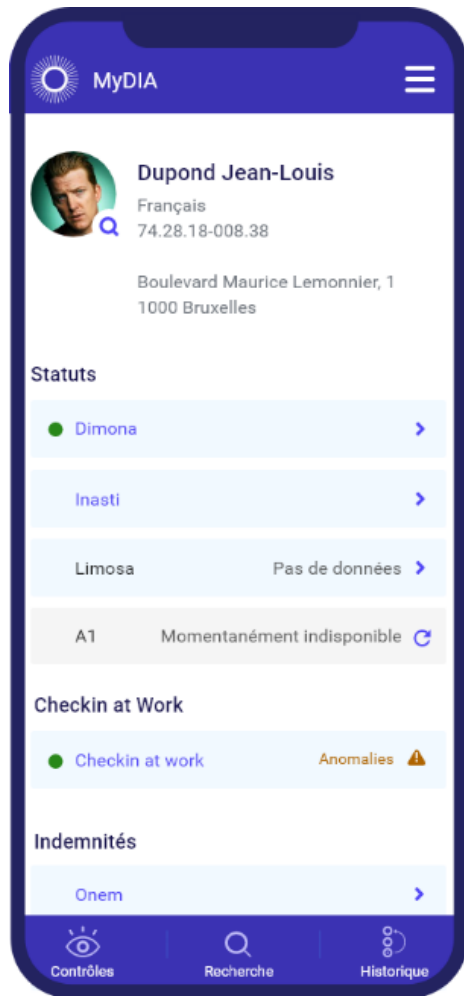 MyDIA
Dupond Jean-Louis
Français
74.28.18-008.38
Boulevard Maurice Lemonnier, 1
1000 Bruxelles
Statuts
Dimona
Inasti
Limosa Pas de données
A1 Momentanément indisponible
Checkin at Work
Checkin at work Anomalies
Indemnités
Onem
Contrôles Recherche Historique